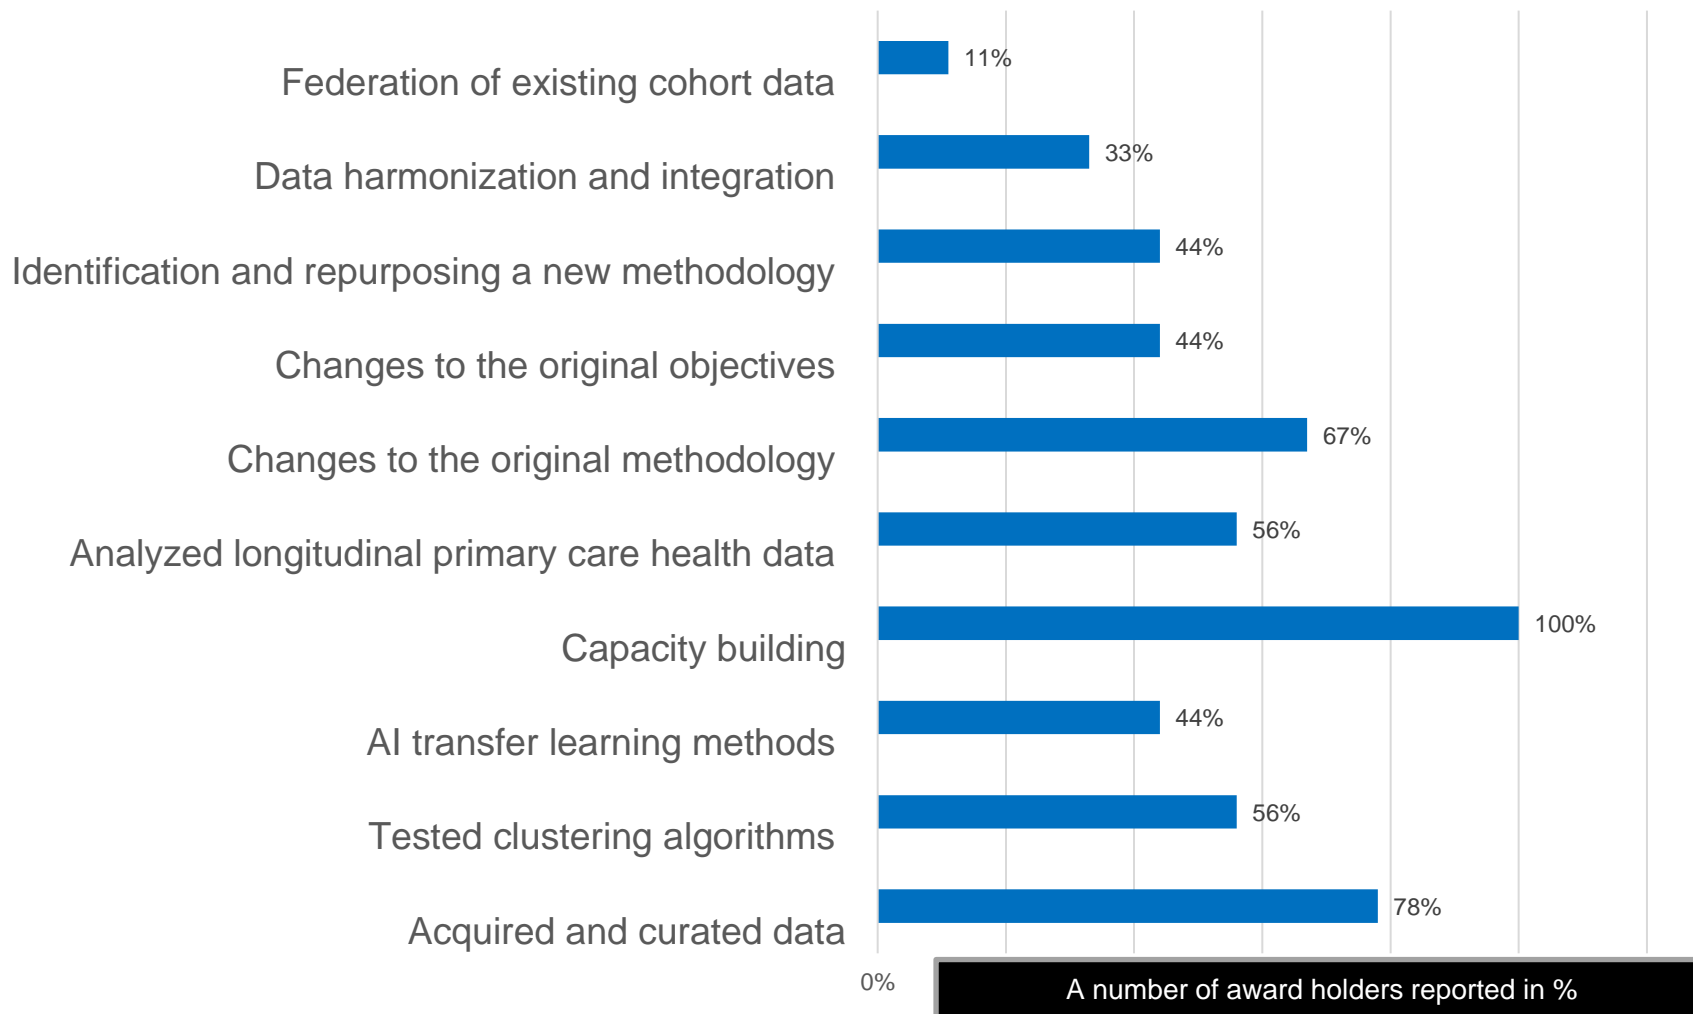 11%
Federation of existing cohort data
33%
Data harmonization and integration
44%
Identification and repurposing a new methodology
44%
Changes to the original objectives
67%
Changes to the original methodology
56%
Analyzed longitudinal primary care health data
100%
Capacity building
44%
AI transfer learning methods
56%
Tested clustering algorithms
78%
Acquired and curated data
0%
A number of award holders reported in %